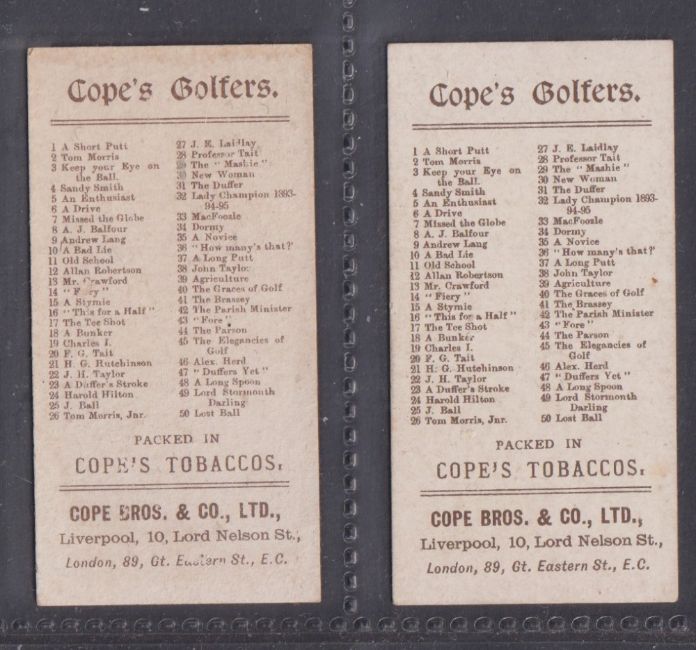 Cope's Golfers.
1 A Short Putt
2 Tom Morris
3 Keep your Eye on
the Ball.
4 Sandy Smith
5 An Enthusiast
6 A Drive
7 Missed the Globe
8 A. J. Balfour
9 Andrew Lang
10 A Bad Lie
11 Old School
12 Allan Robertson
13 Mr. Crawford
14 "Fiery"
15 A Stymie
16 "This for a Half"
17 The Tee Shot
18 A Bunker
19 Charles I.
20 F. G. Tait
21 H. G. Hutchinson
22 J. H. Taylor
23 A Duffer's Stroke
24 Harold Hilton
25 J. Ball
26 Tom Morris, Jnr.
27 J. E. Laidlay
28 Professor Tait
29 The "Mashie"
30 New Woman
31 The Duffer
32 Lady Champion 1893-
94-95
33 MacFoozle
34 Dormy
35 A Novice
36 "How many's that?"
37 A Long Putt
38 John Taylor
39 Agriculture
40 The Graces of Golf
41 The Brassey
42 The Parish Minister
43 "Fore"
44 The Parson
45 The Elegancies of
Golf
46 Alex. Herd
47 "Duffers Yet"
48 A Long Spoon
49 Lord Stormonth
Darling
50 Lost Ball
PACKED IN
COPE'S TOBACCOS.
COPE BROS. & CO., LTD.,
Liverpool, 10, Lord Nelson St.,
London, 89, Gt. Eastern St., E.C.
Cope's Golfers.
1 A Short Putt
2 Tom Morris
3 Keep your Eye on
the Ball.
4 Sandy Smith
5 An Enthusiast
6 A Drive
7 Missed the Globe
8 A. J. Balfour
9 Andrew Lang
10 A Bad Lie
11 Old School
12 Allan Robertson
13 Mr. Crawford
14 "Fiery"
15 A Stymie
16 "This for a Half"
17 The Tee Shot
18 A Bunker
19 Charles I.
20 F. G. Tait
21 H. G. Hutchinson
22 J. H. Taylor
23 A Duffer's Stroke
24 Harold Hilton
25 J. Ball
26 Tom Morris, Jnr.
27 J. E. Laidlay
28 Professor Tait
29 The "Mashie"
30 New Woman
31 The Duffer
32 Lady Champion 1893-
94-95
33 MacFoozle
34 Dormy
35 A Novice
36 "How many's that?"
37 A Long Putt
38 John Taylor
39 Agriculture
40 The Graces of Golf
41 The Brassey
42 The Parish Minister
43 "Fore"
44 The Parson
45 The Elegancies of
Golf
46 Alex. Herd
47 "Duffers Yet"
48 A Long Spoon
49 Lord Stormonth
Darling
50 Lost Ball
PACKED IN
COPE'S TOBACCOS.
COPE BROS. & CO., LTD.,
Liverpool, 10, Lord Nelson St.,
London, 89, Gt. Eastern St., E.C.